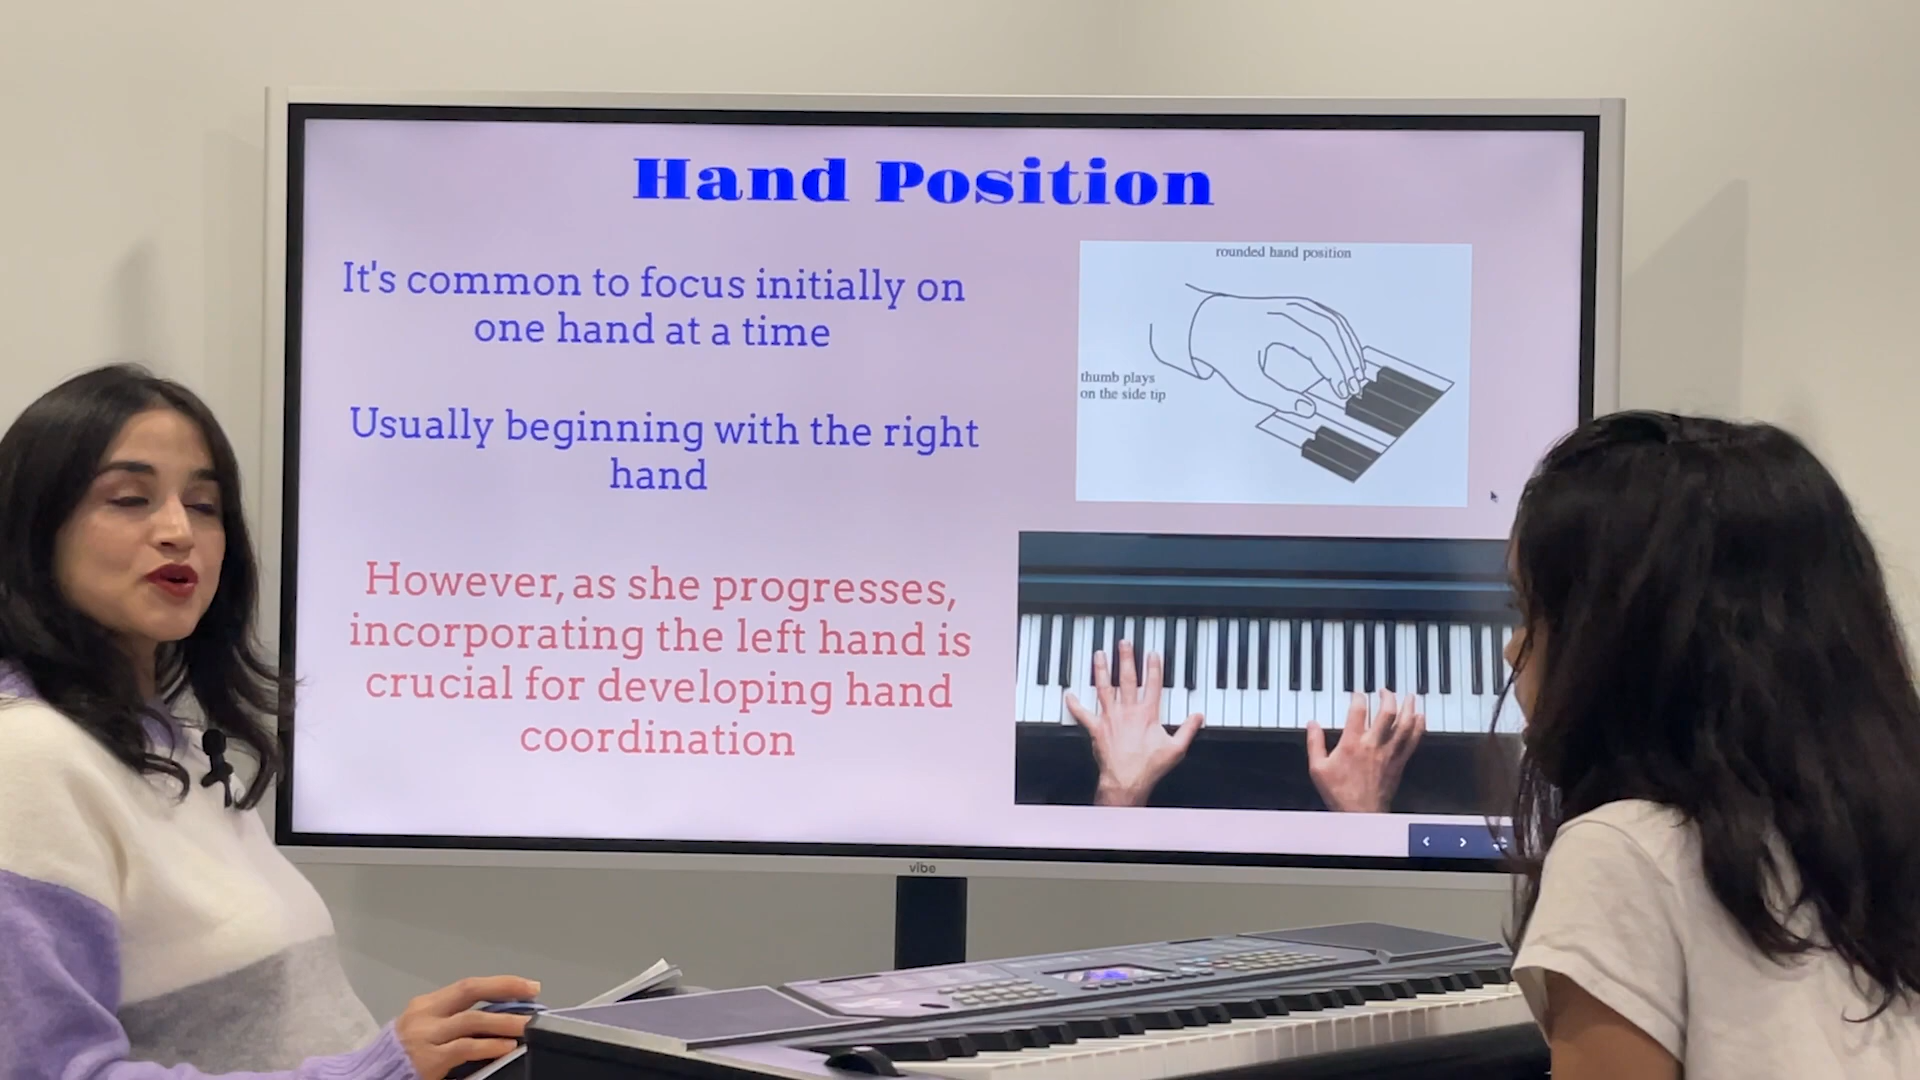 Hand Position
It's common to focus initially on
one hand at a time
Usually beginning with the right
hand
However, as she progresses,
incorporating the left hand is
crucial for developing hand
coordination
rounded hand position
thumb plays
on the side tip
vibe